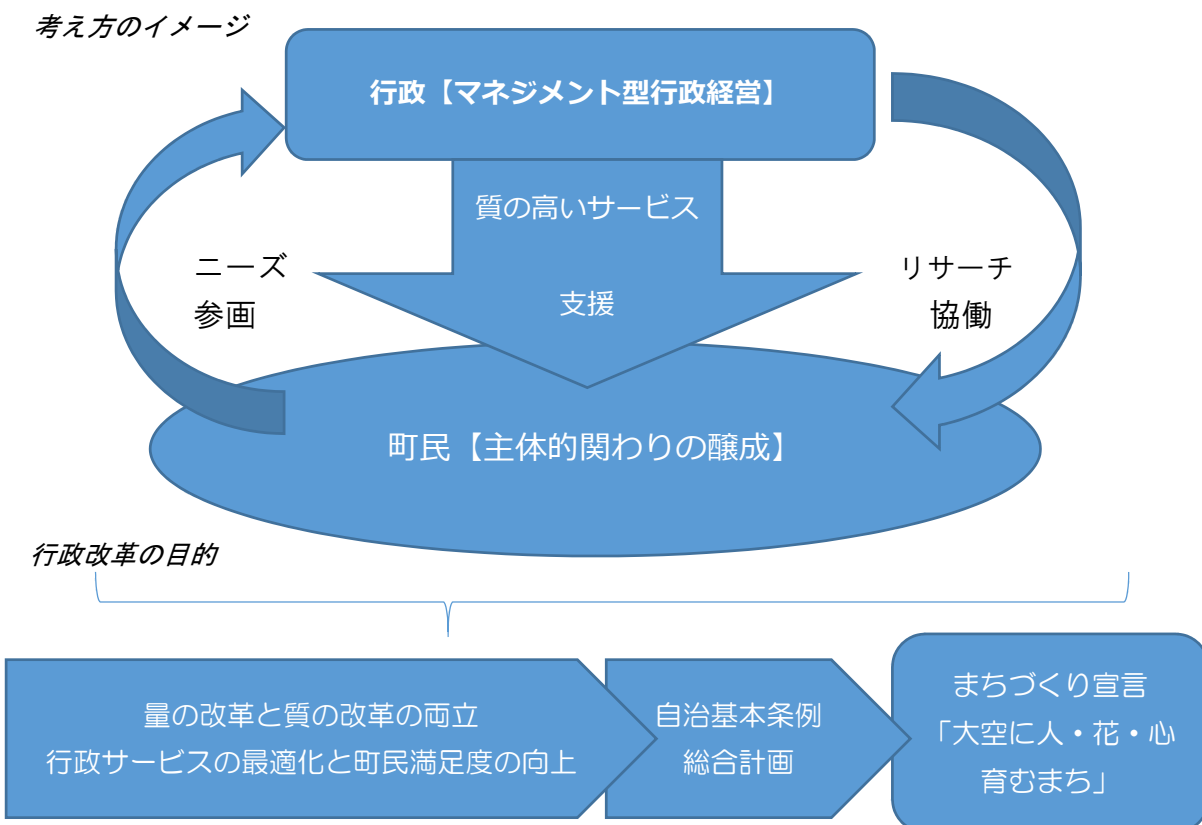 考え方のイメージ
行政【マネジメント型行政経営】
質の高いサービス
支援
ニーズ
参画
リサーチ
協働
町民【主体的関わりの醸成】
行政改革の目的
量の改革と質の改革の両立
行政サービスの最適化と町民満足度の向上
自治基本条例
総合計画
まちづくり宣言
「大空に人・花・心
育むまち」